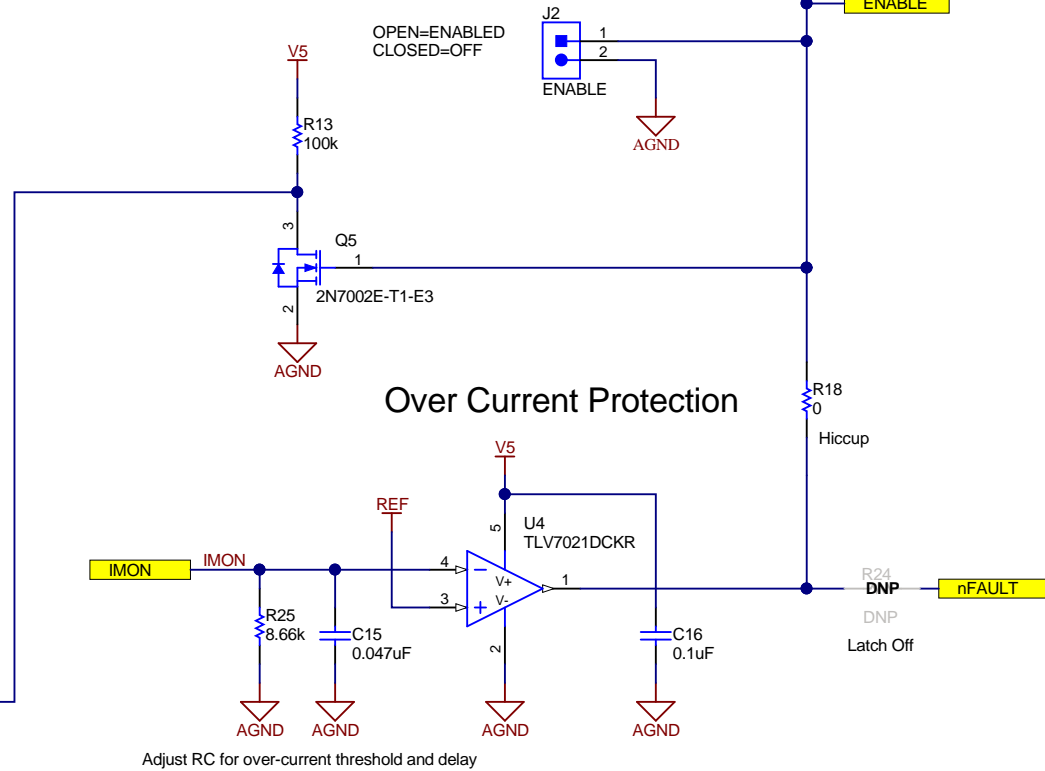 ENABLE
J2
OPEN=ENABLED
CLOSED=OFF
1
2
ENABLE
AGND
V5
R13
100k
3
Q5
1
2N7002E-T1-E3
2
AGND
Over Current Protection
R18
0
Hiccup
V5
REF
5
U4
TLV7021DCKR
IMON
IMON
4
V+
1
3
V-
R24
DNP
nFAULT
DNP
Latch Off
R25
8.66k
C15
0.047uF
2
C16
0.1uF
AGND
AGND
AGND
AGND
Adjust RC for over-current threshold and delay